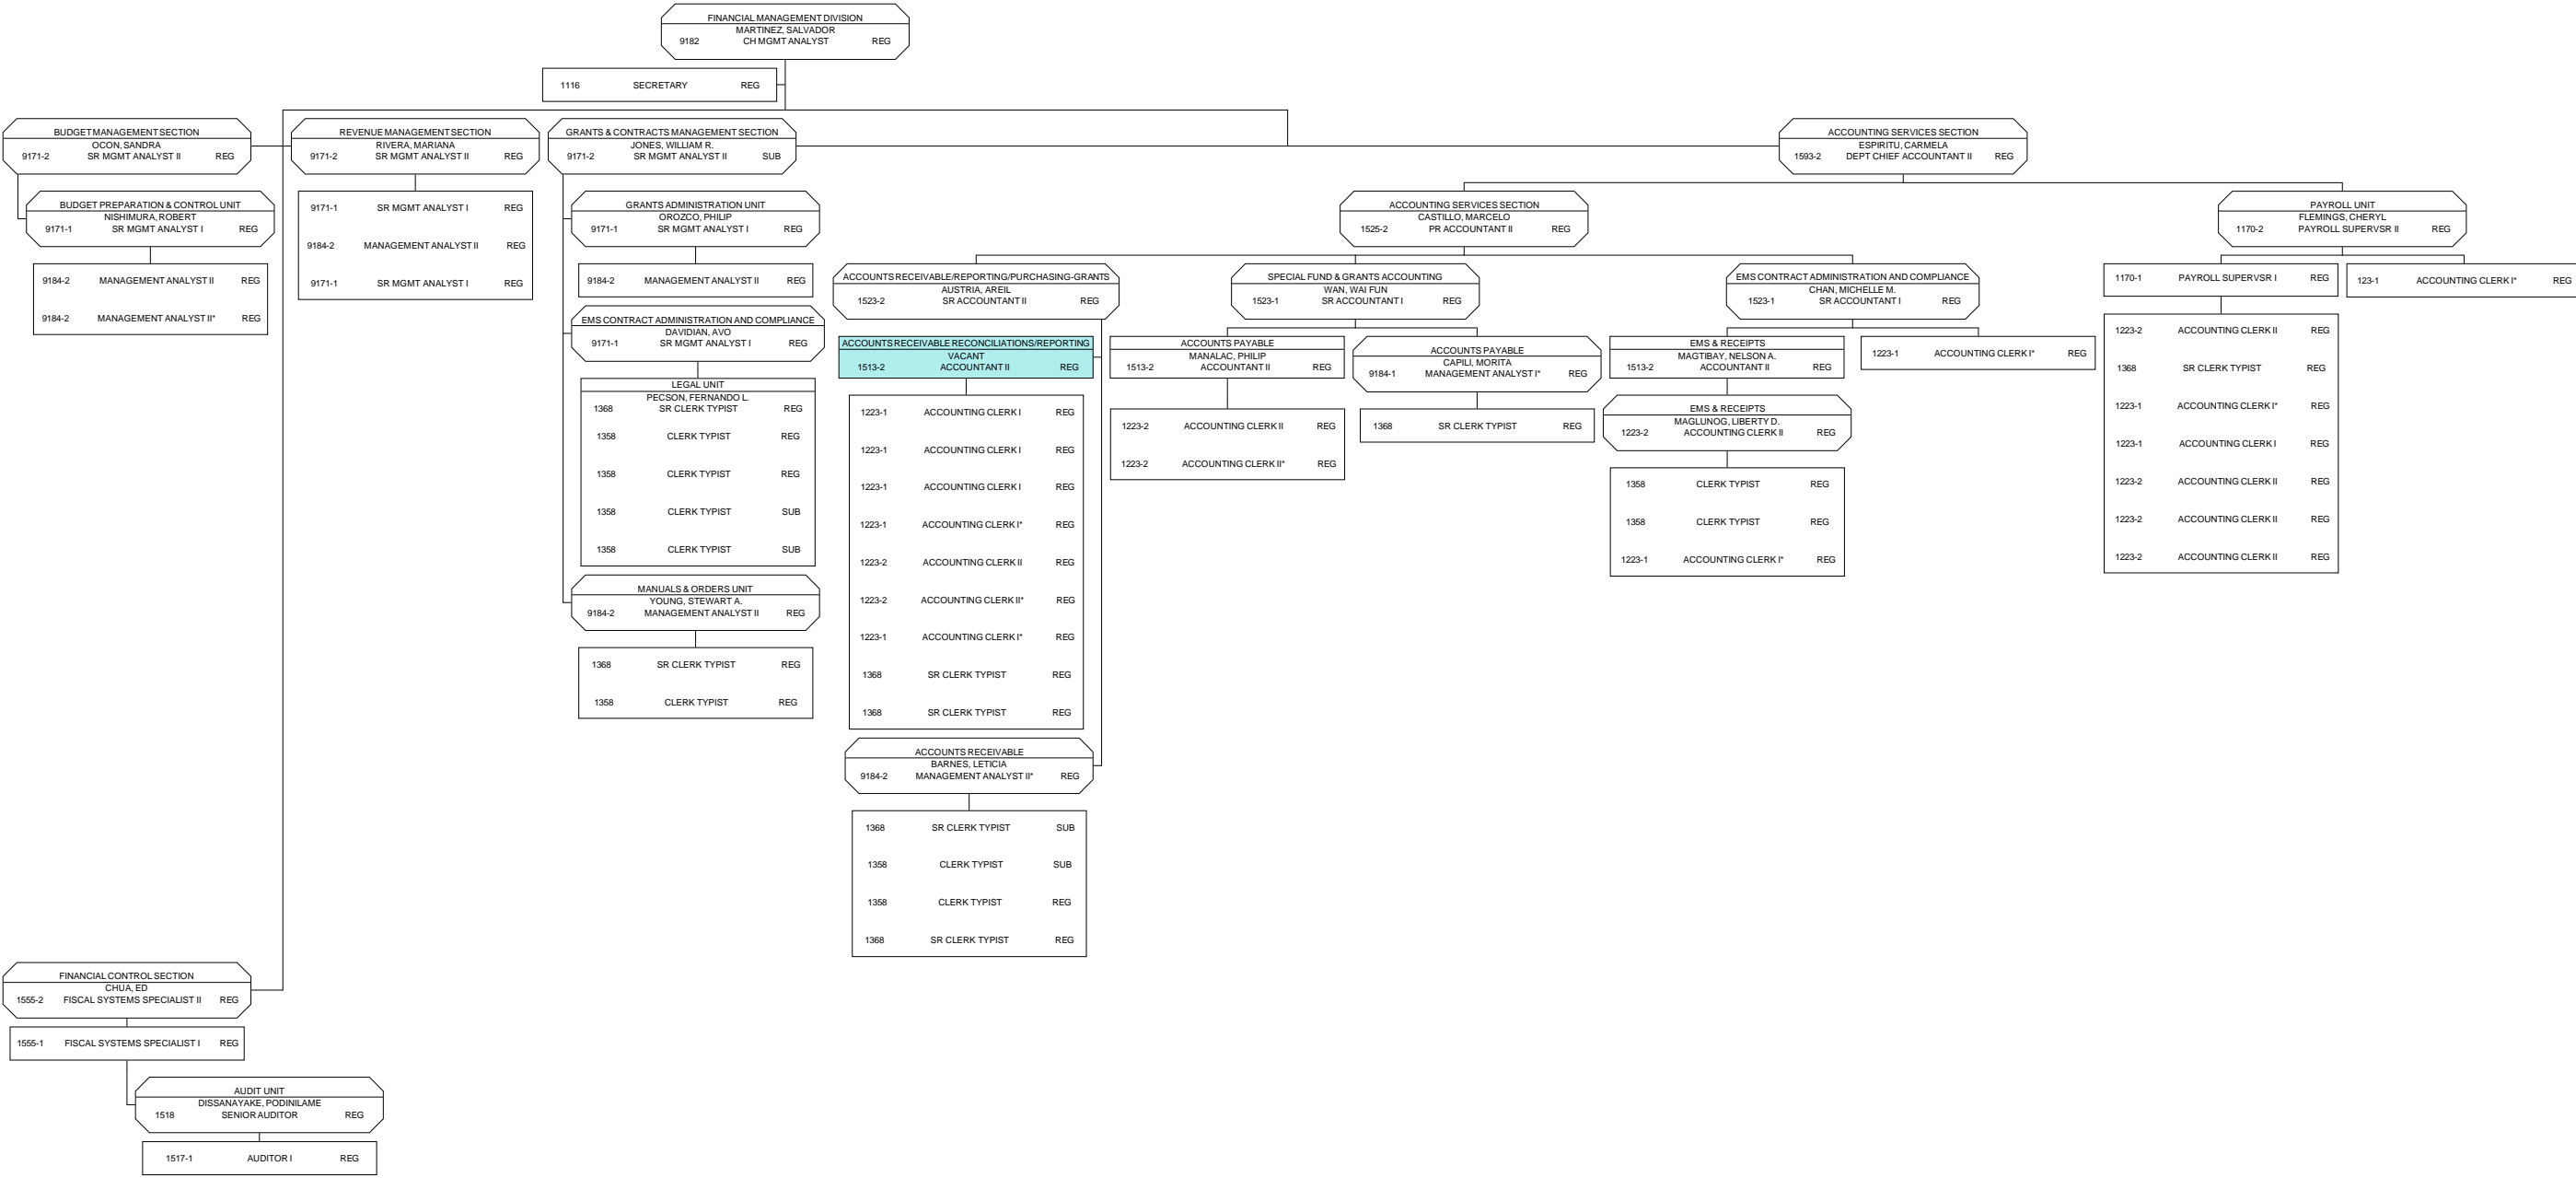 FINANCIAL MANAGEMENT DIVISION
MARTINEZ, SALVADOR
9182 CH MGMT ANALYST REG
1116 SECRETARY REG
BUDGET MANAGEMENT SECTION
OCON, SANDRA
9171-2 SR MGMT ANALYST II REG
BUDGET PREPARATION & CONTROL UNIT
NISHIMURA, ROBERT
9171-1 SR MGMT ANALYST I REG
9184-2 MANAGEMENT ANALYST II REG
9184-2 MANAGEMENT ANALYST II* REG
REVENUE MANAGEMENT SECTION
RIVERA, MARIANA
9171-2 SR MGMT ANALYST II REG
9171-1 SR MGMT ANALYST I REG
9184-2 MANAGEMENT ANALYST II REG
9171-1 SR MGMT ANALYST I REG
GRANTS & CONTRACTS MANAGEMENT SECTION
JONES, WILLIAM R.
9171-2 SR MGMT ANALYST II SUB
GRANTS ADMINISTRATION UNIT
OROZCO, PHILIP
9171-1 SR MGMT ANALYST I REG
9184-2 MANAGEMENT ANALYST II REG
EMS CONTRACT ADMINISTRATION AND COMPLIANCE
DAVIDIAN, AVO
9171-1 SR MGMT ANALYST I REG
LEGAL UNIT
PECSON, FERNANDO L.
1368 SR CLERK TYPIST REG
1358 CLERK TYPIST REG
1358 CLERK TYPIST REG
1358 CLERK TYPIST SUB
1358 CLERK TYPIST SUB
MANUALS & ORDERS UNIT
YOUNG, STEWART A.
9184-2 MANAGEMENT ANALYST II REG
1368 SR CLERK TYPIST REG
1358 CLERK TYPIST REG
ACCOUNTING SERVICES SECTION
ESPIRITU, CARMELA
1593-2 DEPT CHIEF ACCOUNTANT II REG
ACCOUNTING SERVICES SECTION
CASTILLO, MARCELO
1525-2 PR ACCOUNTANT II REG
ACCOUNTS RECEIVABLE/REPORTING/PURCHASING-GRANTS
AUSTRIA, AREIL
1523-2 SR ACCOUNTANT II REG
ACCOUNTS RECEIVABLE RECONCILIATIONS/REPORTING
VACANT
1513-2 ACCOUNTANT II REG
1223-1 ACCOUNTING CLERK I REG
1223-1 ACCOUNTING CLERK I REG
1223-1 ACCOUNTING CLERK I REG
1223-1 ACCOUNTING CLERK I* REG
1223-2 ACCOUNTING CLERK II REG
1223-2 ACCOUNTING CLERK II* REG
1223-1 ACCOUNTING CLERK I* REG
1368 SR CLERK TYPIST REG
1368 SR CLERK TYPIST REG
ACCOUNTS RECEIVABLE
BARNES, LETICIA
9184-2 MANAGEMENT ANALYST II* REG
1368 SR CLERK TYPIST SUB
1358 CLERK TYPIST SUB
1358 CLERK TYPIST REG
1368 SR CLERK TYPIST REG
SPECIAL FUND & GRANTS ACCOUNTING
WAN, WAI FUN
1523-1 SR ACCOUNTANT I REG
ACCOUNTS PAYABLE
MANALAC, PHILIP
1513-2 ACCOUNTANT II REG
1223-2 ACCOUNTING CLERK II REG
1223-2 ACCOUNTING CLERK II* REG
ACCOUNTS PAYABLE
CAPILI, MORITA
9184-1 MANAGEMENT ANALYST I* REG
1368 SR CLERK TYPIST REG
EMS CONTRACT ADMINISTRATION AND COMPLIANCE
CHAN, MICHELLE M.
1523-1 SR ACCOUNTANT I REG
EMS & RECEIPTS
MAGTIBAY, NELSON A.
1513-2 ACCOUNTANT II REG
EMS & RECEIPTS
MAGLUNOG, LIBERTY D.
1223-2 ACCOUNTING CLERK II REG
1358 CLERK TYPIST REG
1358 CLERK TYPIST REG
1223-1 ACCOUNTING CLERK I* REG
1223-1 ACCOUNTING CLERK I* REG
PAYROLL UNIT
FLEMINGS, CHERYL
1170-2 PAYROLL SUPERVSR II REG
1170-1 PAYROLL SUPERVSR I REG
123-1 ACCOUNTING CLERK I* REG
1223-2 ACCOUNTING CLERK II REG
1368 SR CLERK TYPIST REG
1223-1 ACCOUNTING CLERK I* REG
1223-1 ACCOUNTING CLERK I REG
1223-2 ACCOUNTING CLERK II REG
1223-2 ACCOUNTING CLERK II REG
1223-2 ACCOUNTING CLERK II REG
FINANCIAL CONTROL SECTION
CHUA, ED
1555-2 FISCAL SYSTEMS SPECIALIST II REG
1555-1 FISCAL SYSTEMS SPECIALIST I REG
AUDIT UNIT
DISSANAYAKE, PODINILAME
1518 SENIOR AUDITOR REG
1517-1 AUDITOR I REG